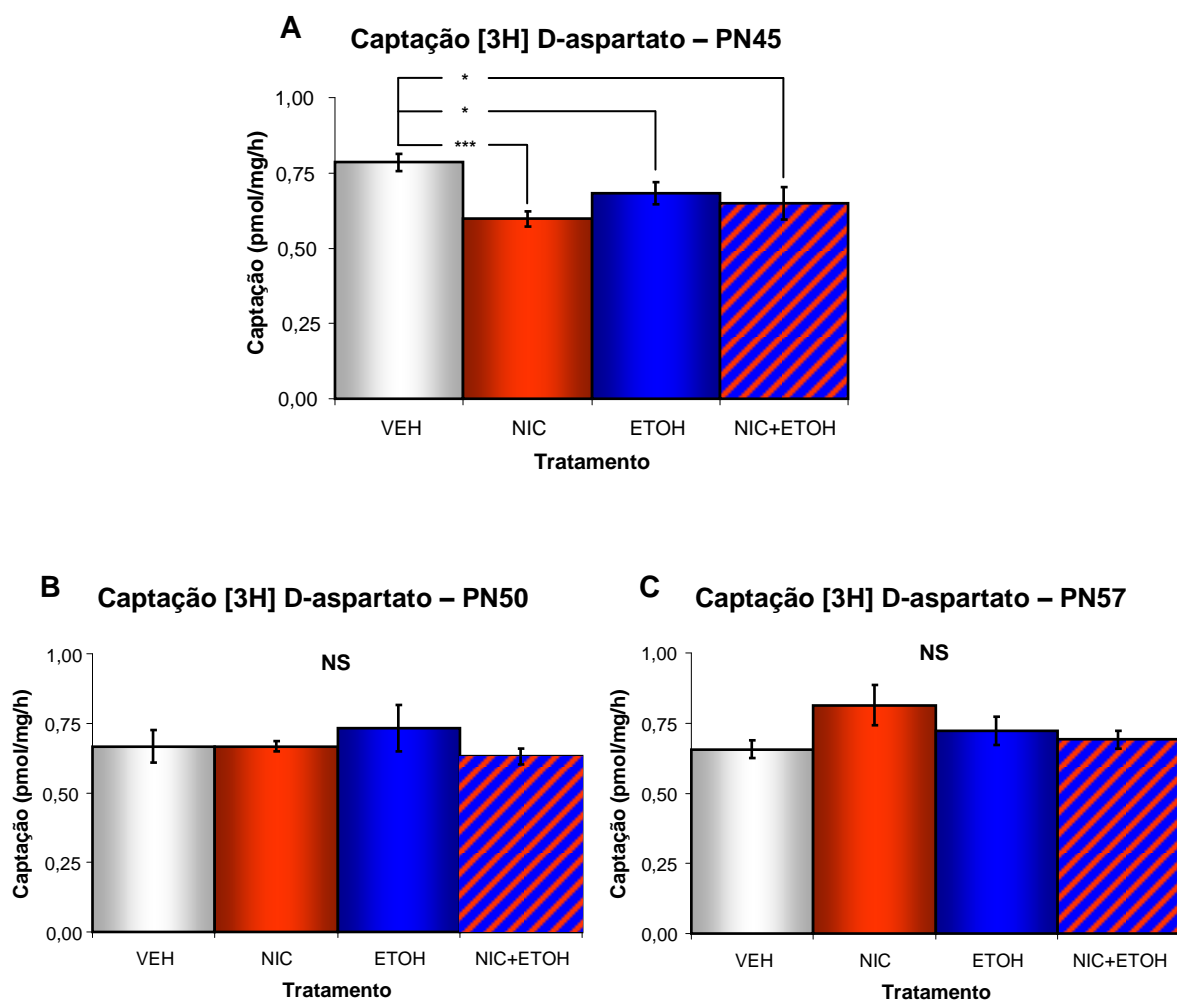 A
Captação [3H] D-aspartato – PN45
*
*
***
Captação (pmol/mg/h)
1,00
0,75
0,50
0,25
0,00
VEH NIC ETOH NIC+ETOH
Tratamento
B
Captação [3H] D-aspartato – PN50
NS
Captação (pmol/mg/h)
1,00
0,75
0,50
0,25
0,00
VEH NIC ETOH NIC+ETOH
Tratamento
C
Captação [3H] D-aspartato – PN57
NS
Captação (pmol/mg/h)
1,00
0,75
0,50
0,25
0,00
VEH NIC ETOH NIC+ETOH
Tratamento